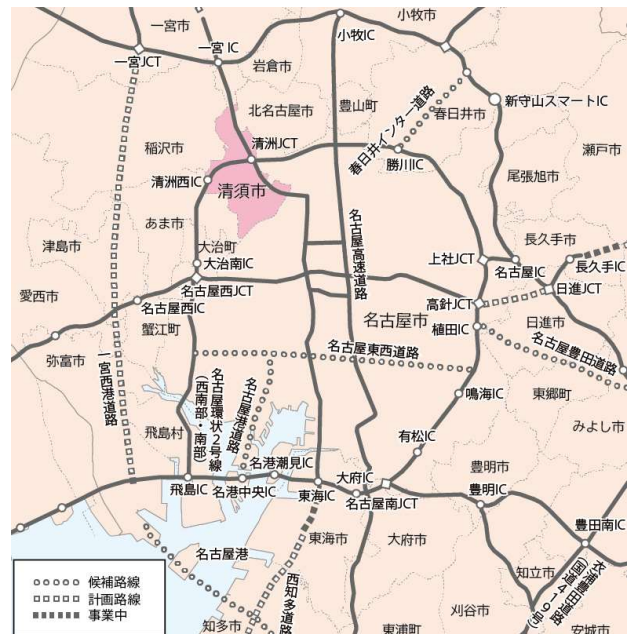 一宮市
一宮IC
小牧IC
小牧市
一宮JCT
岩倉市
北名古屋市
豊山町
春日井インター道路
春日井市
新守山スマートIC
稲沢市
清洲JCT
勝川IC
瀬戸市
清洲西IC
清須市
尾張旭市
あま市
津島市
大治町
大治南IC
名古屋高速道路
上社JCT
名古屋IC
長久手市
長久手IC
愛西市
名古屋西JCT
名古屋西IC
高針JCT
日進JCT
蟹江町
名古屋市
植田IC
日進市
弥富市
名古屋東西道路
名古屋豊田道路
一宮西港道路
名古屋環状2号線
(西南部・南部)
名古屋港道路
鳴海IC
東郷町
みよし市
飛島村
有松IC
名港潮見IC
大府IC
豊明市
飛島IC
名港中央IC
東海IC
名古屋南JCT
豊明IC
豊田南IC
名古屋港
東海市
大府市
西知多道路
知立市
衣浦豊田道路
(国道419号)
刈谷市
知多市
東浦町
安城市
候補路線
計画路線
事業中